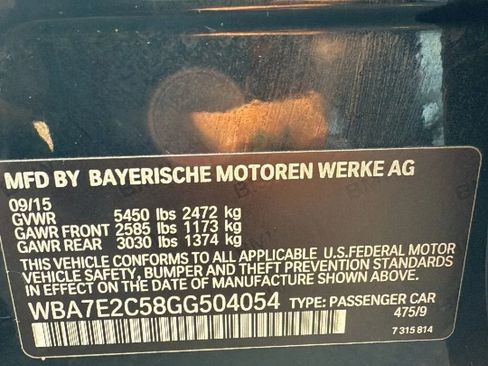 MFD BY BAYERISCHE MOTOREN WERKE AG
09/15
GVWR 5450 lbs 2472 kg
GAWR FRONT 2585 lbs 1173 kg
GAWR REAR 3030 lbs 1374 kg
THIS VEHICLE CONFORMS TO ALL APPLICABLE U.S.FEDERAL MOTOR
VEHICLE SAFETY, BUMPER AND THEFT PREVENTION STANDARDS
IN EFFECT ON THE DATE OF MANUFACTURE SHOWN ABOVE.
WBA7E2C58GG504054 TYPE: PASSENGER CAR
475/9
7 315 814